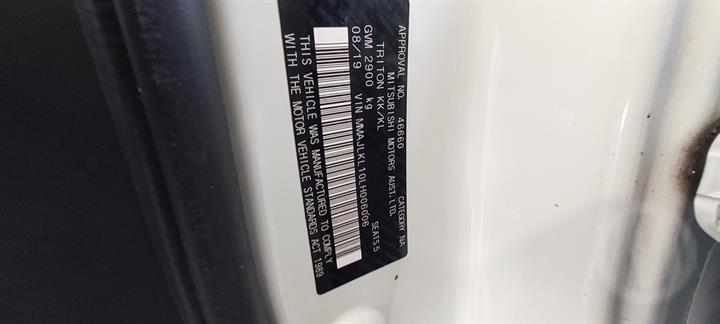 APPROVAL NO. 46660 CATEGORY NA
MITSUBISHI MOTORS AUST.LTD.
TRITON KK/KL
GVM 2900 kg SEATS 5
08/19 VIN MMAJLKL10LH006006
THIS VEHICLE WAS MANUFACTURED TO COMPLY
WITH THE MOTOR VEHICLE STANDARDS ACT 1989